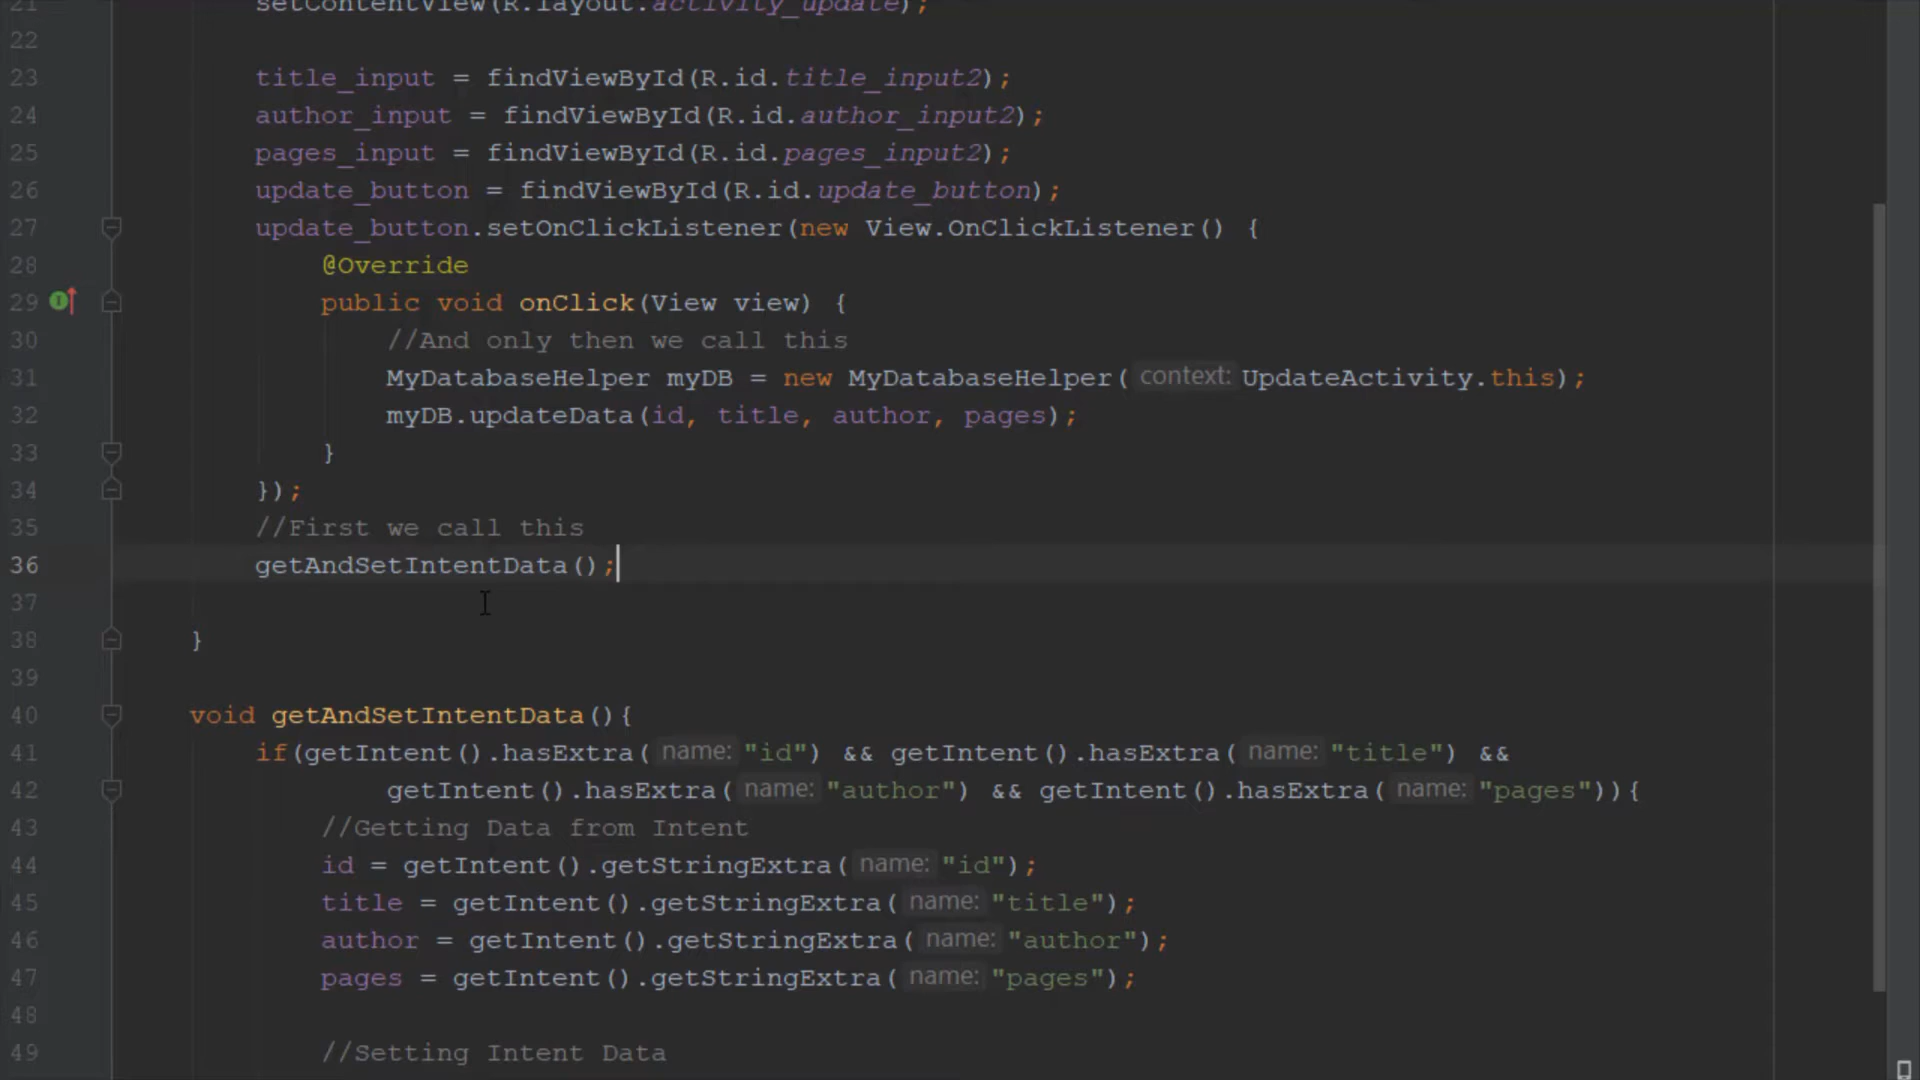 21 setContentView(R.layout.activity_update);
22
23 title_input = findViewById(R.id.title_input2);
24 author_input = findViewById(R.id.author_input2);
25 pages_input = findViewById(R.id.pages_input2);
26 update_button = findViewById(R.id.update_button);
27 update_button.setOnClickListener(new View.OnClickListener() {
28 @Override
29 public void onClick(View view) {
30 //And only then we call this
31 MyDatabaseHelper myDB = new MyDatabaseHelper( context: UpdateActivity.this);
32 myDB.updateData(id, title, author, pages);
33 }
34 });
35 //First we call this
36 getAndSetIntentData();
37
38 }
39
40 void getAndSetIntentData(){
41 if(getIntent().hasExtra( name: "id") && getIntent().hasExtra( name: "title") &&
42 getIntent().hasExtra( name: "author") && getIntent().hasExtra( name: "pages")){
43 //Getting Data from Intent
44 id = getIntent().getStringExtra( name: "id");
45 title = getIntent().getStringExtra( name: "title");
46 author = getIntent().getStringExtra( name: "author");
47 pages = getIntent().getStringExtra( name: "pages");
48
49 //Setting Intent Data